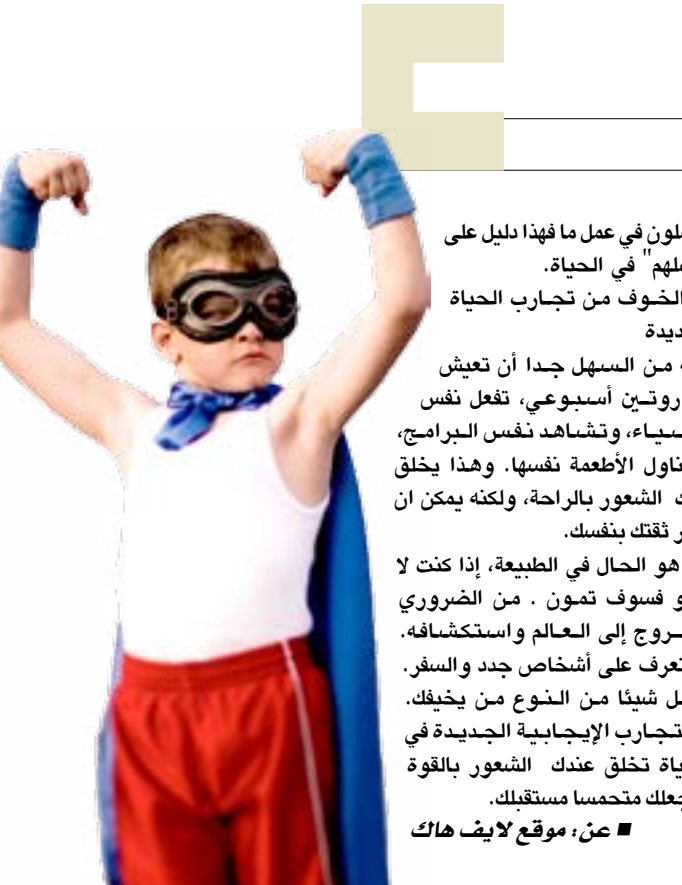 لون في عمل ما فهذا دليل على
لهم" في الحياة.
الخوف من تجارب الحياة
ديدة
من السهل جدا أن تعيش
روتين أسبوعي، تفعل نفس
سياء، وتشاهد نفس البرامج،
ناول الأطعمة نفسها. وهذا يخلق
ك الشعور بالراحة، ولكنه يمكن ان
ر ثقتك بنفسك.
هو الحال في الطبيعة، إذا كنت لا
و فسوف تمون . من الضروري
ـروج إلى العالم واستكشافه.
تعرف على أشخاص جدد والسفر.
ل شيئا من النوع من يخيفك.
تجارب الإيجابية الجديدة في
ياة تخلق عندك الشعور بالقوة
جعلك متحمسا مستقبلك.
■ عن: موقع لايف هاك